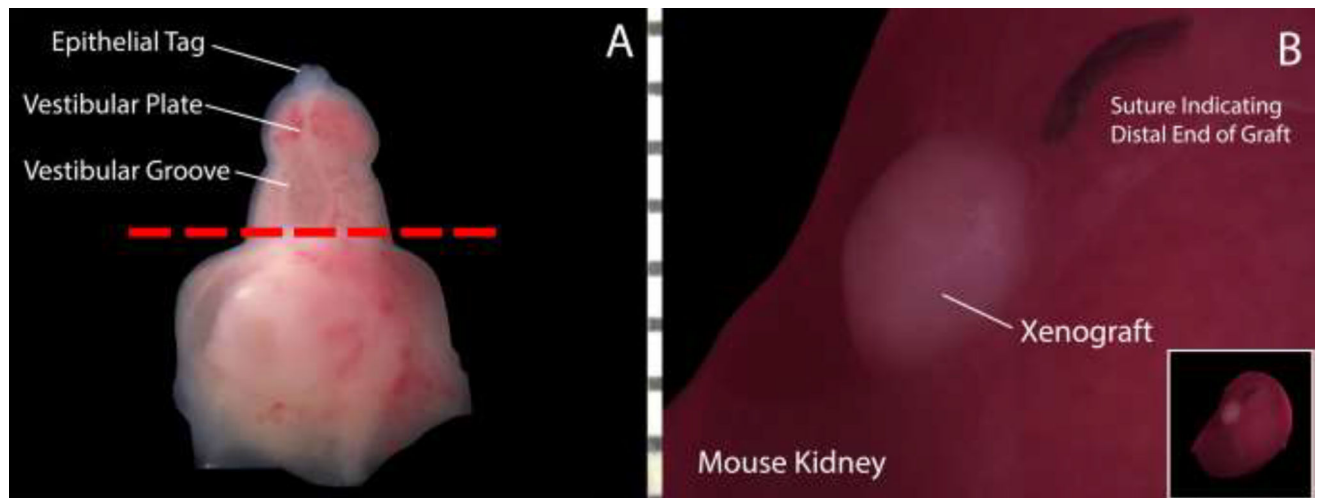 Epithelial Tag
Vestibular Plate
Vestibular Groove
A
B
Suture Indicating
Distal End of Graft
Xenograft
Mouse Kidney